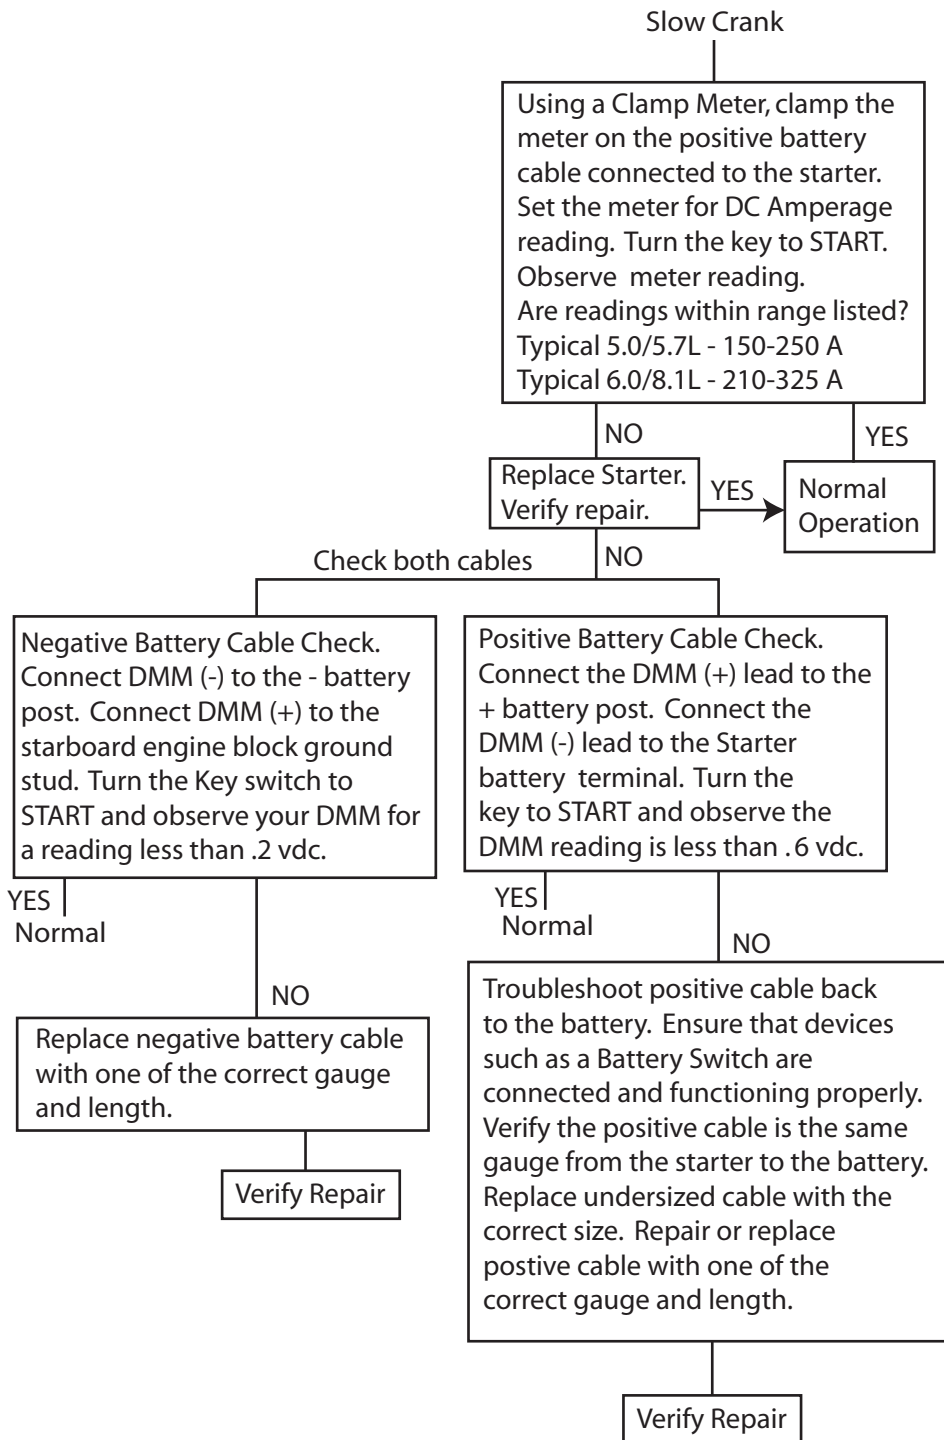 Slow Crank
Using a Clamp Meter, clamp the
meter on the positive battery
cable connected to the starter.
Set the meter for DC Amperage
reading. Turn the key to START.
Observe meter reading.
Are readings within range listed?
Typical 5.0/5.7L - 150-250 A
Typical 6.0/8.1L - 210-325 A
NO
YES
Replace Starter.
Verify repair.
YES
Normal
Operation
NO
Check both cables
Negative Battery Cable Check.
Connect DMM (-) to the - battery
post. Connect DMM (+) to the
starboard engine block ground
stud. Turn the Key switch to
START and observe your DMM for
a reading less than .2 vdc.
Positive Battery Cable Check.
Connect the DMM (+) lead to the
+ battery post. Connect the
DMM (-) lead to the Starter
battery terminal. Turn the
key to START and observe the
DMM reading is less than .6 vdc.
YES
Normal
NO
YES
Normal
NO
Replace negative battery cable
with one of the correct gauge
and length.
Verify Repair
Troubleshoot positive cable back
to the battery. Ensure that devices
such as a Battery Switch are
connected and functioning properly.
Verify the positive cable is the same
gauge from the starter to the battery.
Replace undersized cable with the
correct size. Repair or replace
postive cable with one of the
correct gauge and length.
Verify Repair